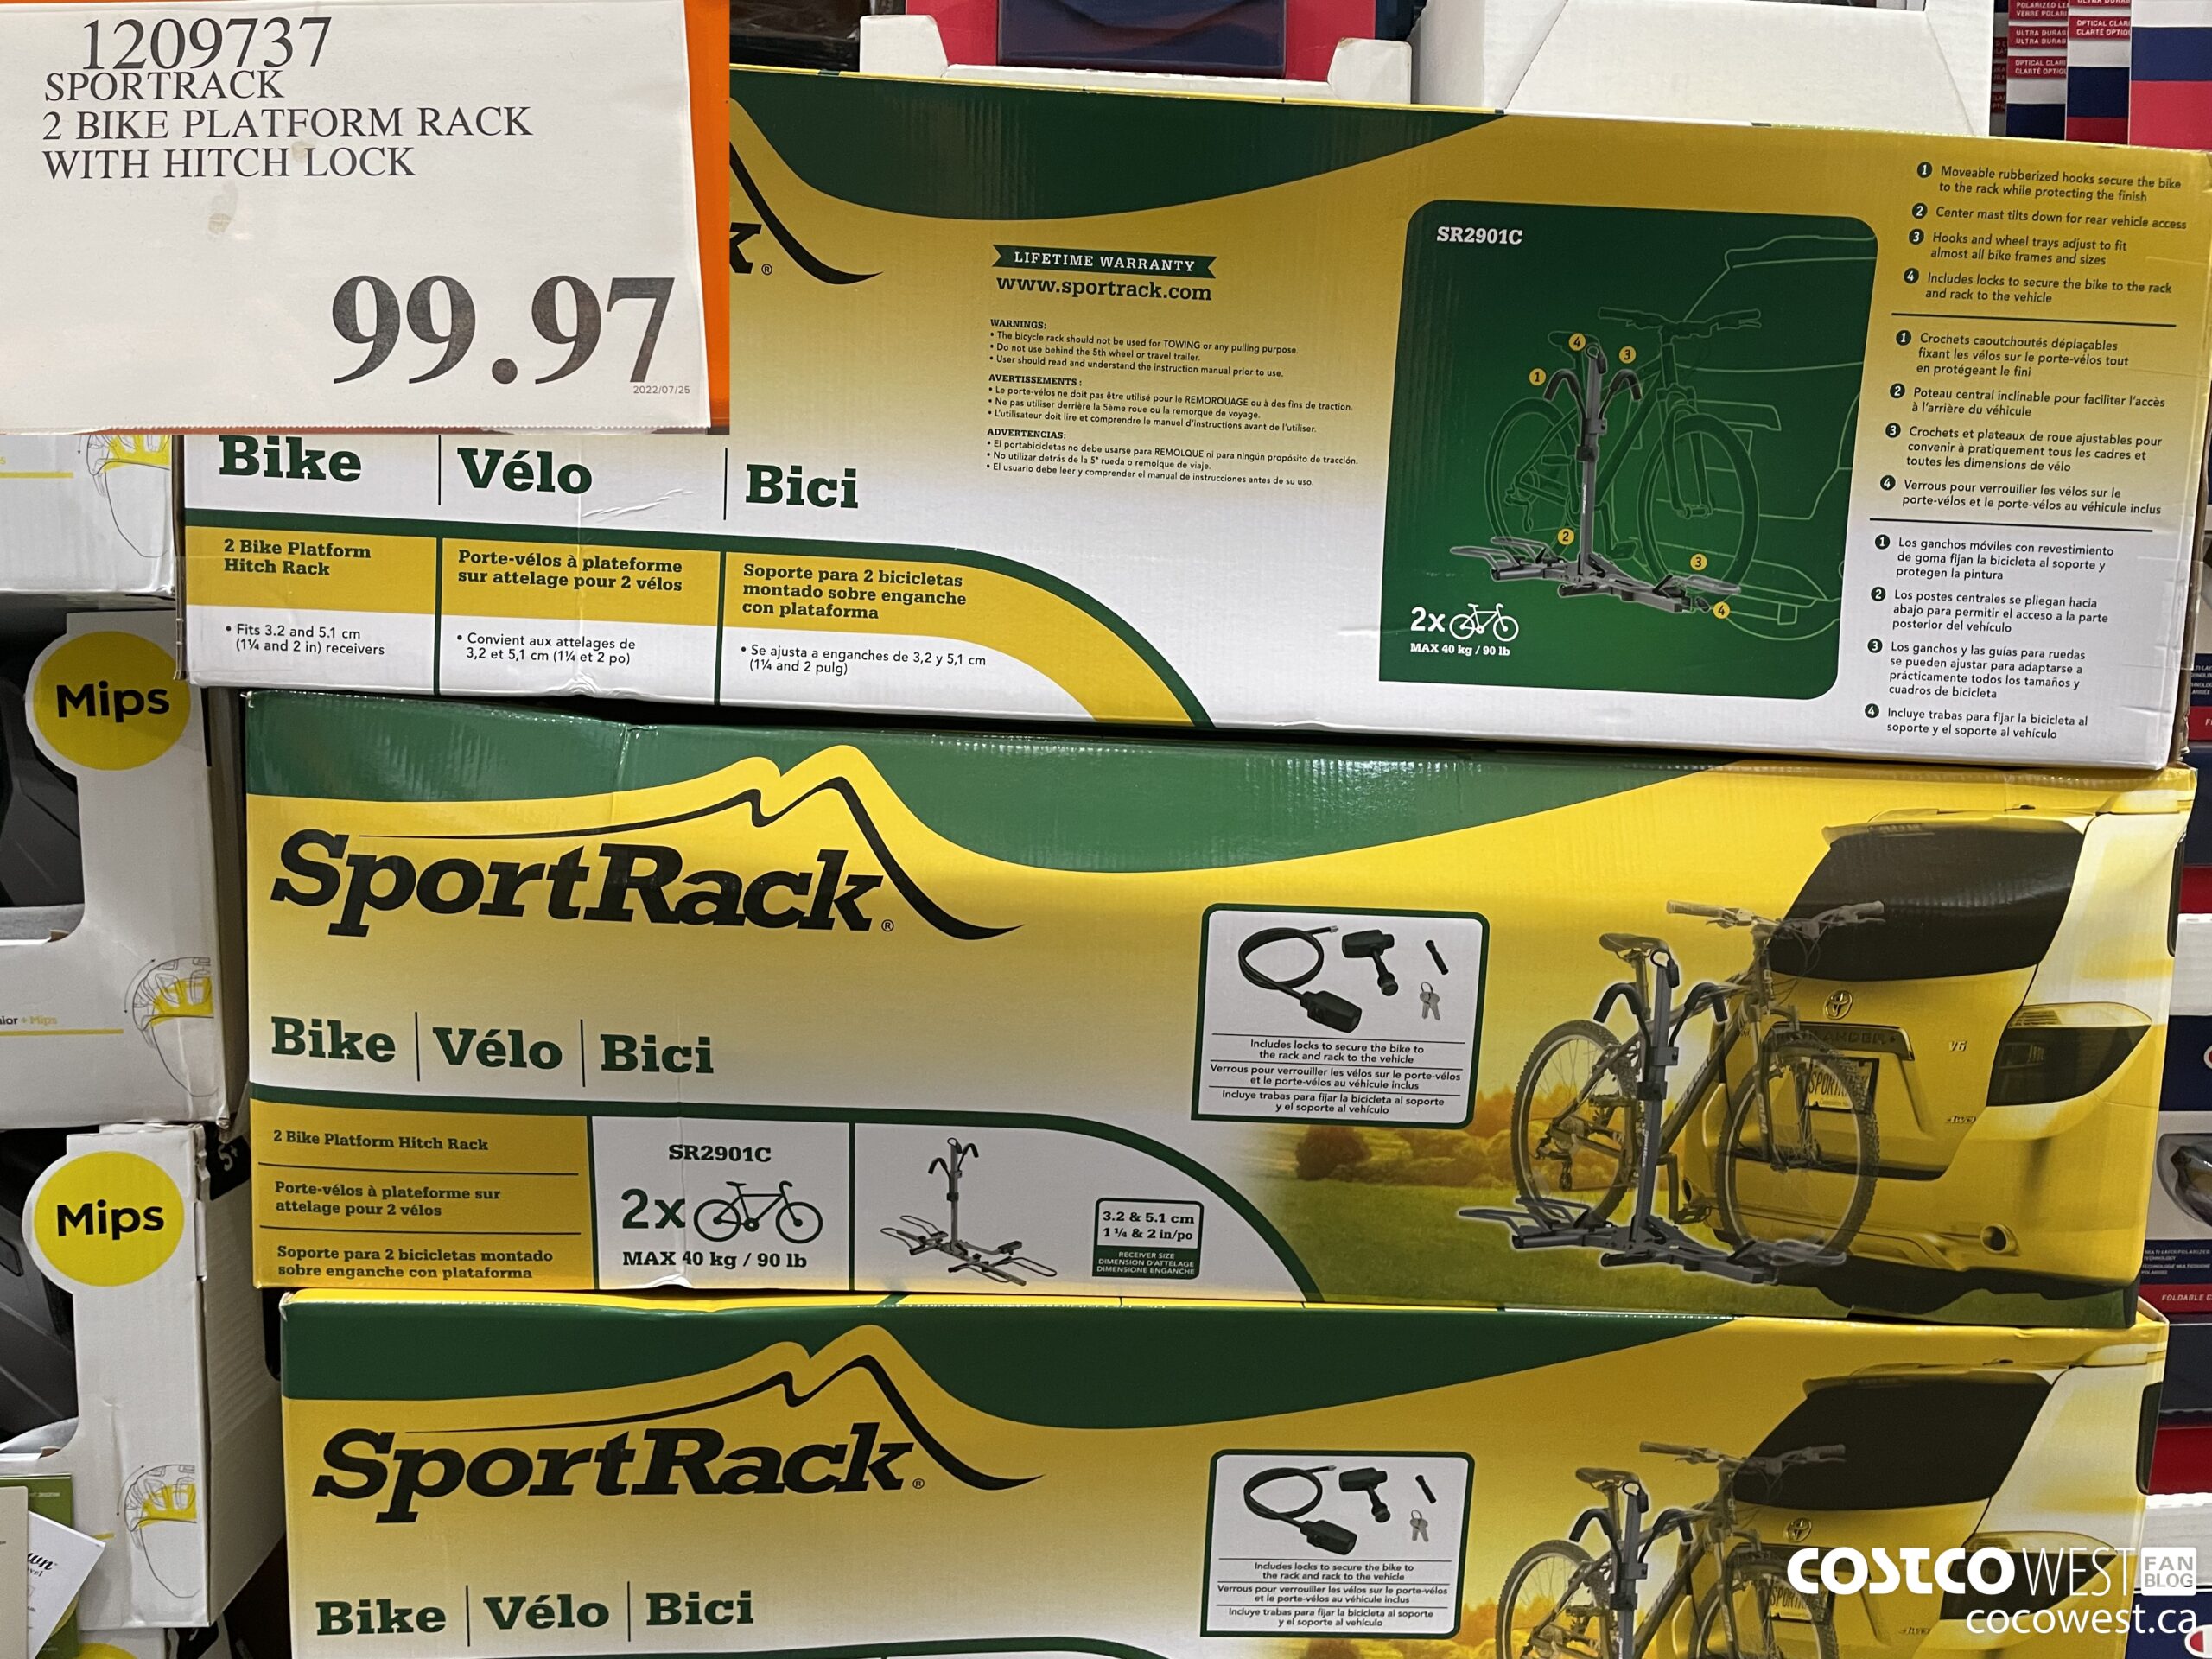 1209737
SPORTRACK
2 BIKE PLATFORM RACK
WITH HITCH LOCK
99.97
2022/07/25
LIFETIME WARRANTY
www.sportrack.com
WARNINGS:
• The bicycle rack should not be used for TOWING or any pulling purpose.
• Do not use behind the 5th wheel or travel trailer.
• User should read and understand the instruction manual prior to use.
AVERTISSEMENTS :
• Le porte-vélos ne doit pas être utilisé pour le REMORQUAGE ou à des fins de traction.
• Ne pas utiliser derrière la 5ème roue ou la remorque de voyage.
• L'utilisateur doit lire et comprendre le manuel d'instructions avant de l'utiliser.
ADVERTENCIAS:
• El portabicicletas no debe usarse para REMOLQUE ni para ningún propósito de tracción.
• No utilizar detrás de la 5ª rueda o remolque de viaje.
• El usuario debe leer y comprender el manual de instrucciones antes de su uso.
SR2901C
1
2
3
3
4
4
2x
MAX 40 kg / 90 lb
1 Moveable rubberized hooks secure the bike
to the rack while protecting the finish
2 Center mast tilts down for rear vehicle access
3 Hooks and wheel trays adjust to fit
almost all bike frames and sizes
4 Includes locks to secure the bike to the rack
and rack to the vehicle
1 Crochets caoutchoutés déplaçables
fixant les vélos sur le porte-vélos tout
en protégeant le fini
2 Poteau central inclinable pour faciliter l'accès
à l'arrière du véhicule
3 Crochets et plateaux de roue ajustables pour
convenir à pratiquement tous les cadres et
toutes les dimensions de vélo
4 Verrous pour verrouiller les vélos sur le
porte-vélos et le porte-vélos au véhicule inclus
1 Los ganchos móviles con revestimiento
de goma fijan la bicicleta al soporte y
protegen la pintura
2 Los postes centrales se pliegan hacia
abajo para permitir el acceso a la parte
posterior del vehículo
3 Los ganchos y las guías para ruedas
se pueden ajustar para adaptarse a
prácticamente todos los tamaños y
cuadros de bicicleta
4 Incluye trabas para fijar la bicicleta al
soporte y el soporte al vehículo
Bike | Vélo | Bici
2 Bike Platform
Hitch Rack
• Fits 3.2 and 5.1 cm
(1¼ and 2 in) receivers
Porte-vélos à plateforme
sur attelage pour 2 vélos
• Convient aux attelages de
3,2 et 5,1 cm (1¼ et 2 po)
Soporte para 2 bicicletas
montado sobre enganche
con plataforma
• Se ajusta a enganches de 3,2 y 5,1 cm
(1¼ and 2 pulg)
Mips
SportRack®
Bike | Vélo | Bici
Includes locks to secure the bike to
the rack and rack to the vehicle
Verrous pour verrouiller les vélos sur le porte-vélos
et le porte-vélos au véhicule inclus
Incluye trabas para fijar la bicicleta al soporte
y el soporte al vehículo
V6
2 Bike Platform Hitch Rack
Porte-vélos à plateforme sur
attelage pour 2 vélos
Soporte para 2 bicicletas montado
sobre enganche con plataforma
SR2901C
2x
MAX 40 kg / 90 lb
3.2 & 5.1 cm
1 ¼ & 2 in/po
RECEIVER SIZE
DIMENSION D'ATTELAGE
DIMENSIONE ENGANCHE
Mips
5+
SportRack®
Bike | Vélo | Bici
Includes locks to secure the bike to
the rack and rack to the vehicle
Verrous pour verrouiller les vélos sur le porte-vélos
et le porte-vélos au véhicule inclus
Incluye trabas para fijar la bicicleta al soporte
y el soporte al vehículo
COSTCO WEST FAN BLOG
cocowest.ca